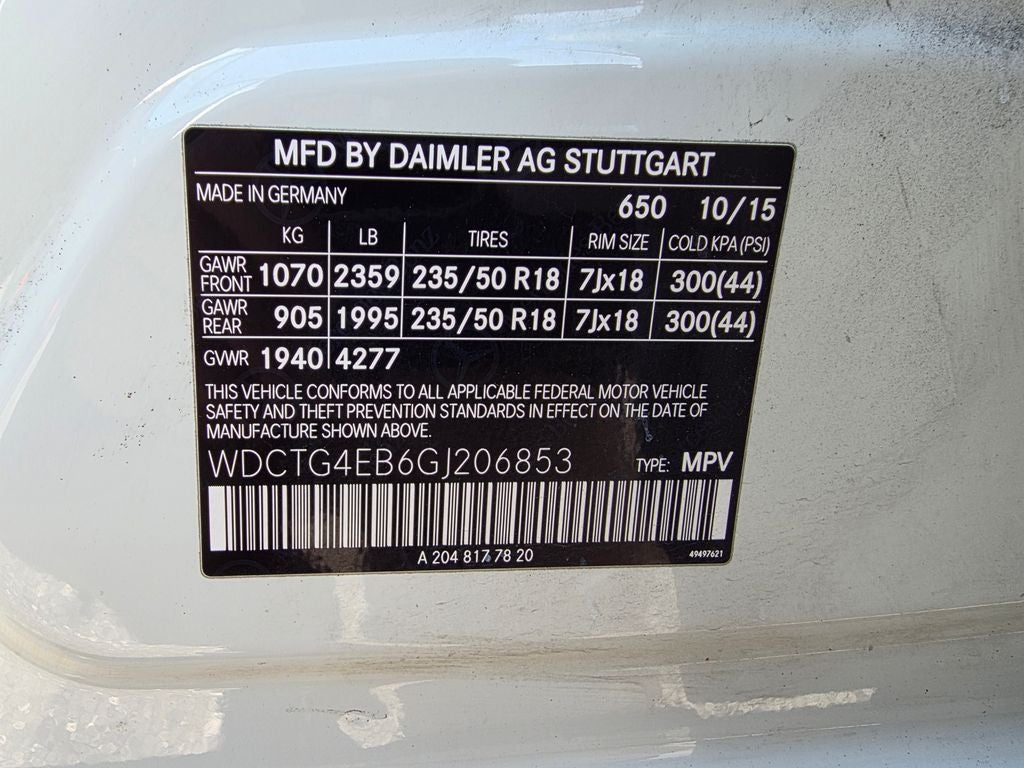 MFD BY DAIMLER AG STUTTGART
MADE IN GERMANY 650 10/15
KG LB TIRES RIM SIZE COLD KPA (PSI)
GAWR FRONT 1070 2359 235/50 R18 7Jx18 300(44)
GAWR REAR 905 1995 235/50 R18 7Jx18 300(44)
GVWR 1940 4277
THIS VEHICLE CONFORMS TO ALL APPLICABLE FEDERAL MOTOR VEHICLE
SAFETY AND THEFT PREVENTION STANDARDS IN EFFECT ON THE DATE OF
MANUFACTURE SHOWN ABOVE.
WDCTG4EB6GJ206853 TYPE: MPV
A 204 817 78 20 49497621